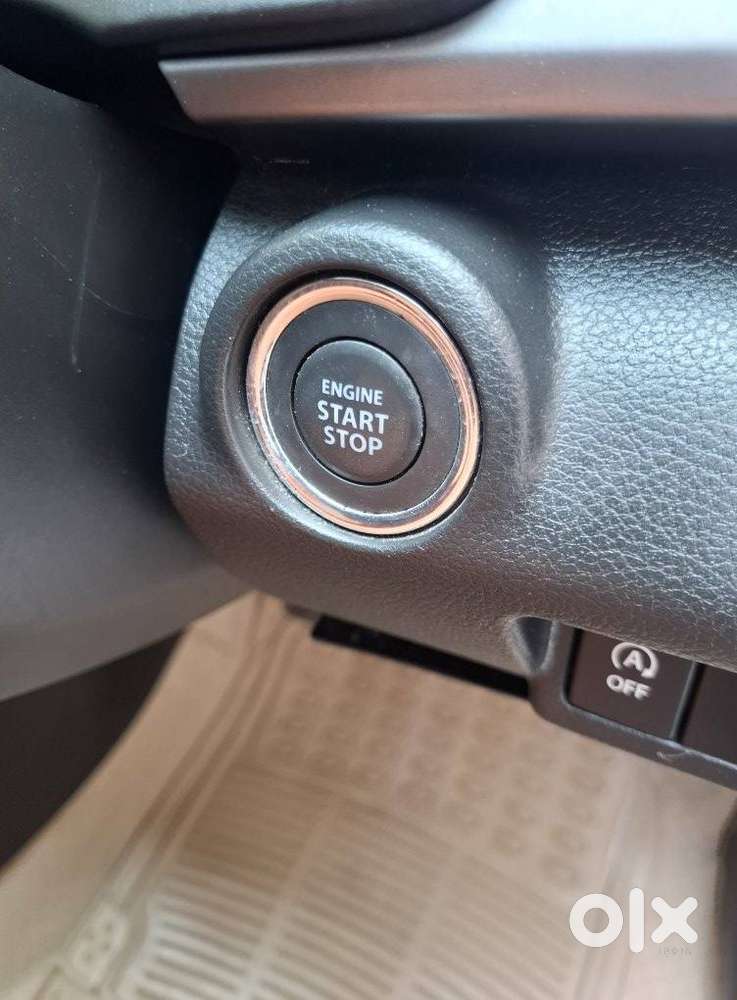 ENGINE
START
STOP
A
OFF
olx